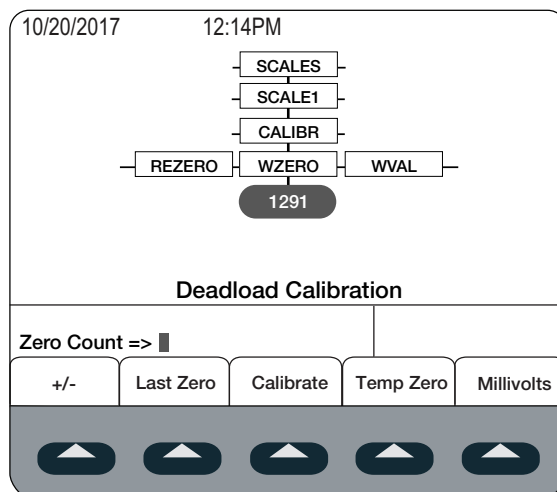 10/20/2017 12:14PM
SCALES
SCALE1
CALIBR
REZERO WZERO WVAL
1291
Deadload Calibration
Zero Count =>
+/- Last Zero Calibrate Temp Zero Millivolts